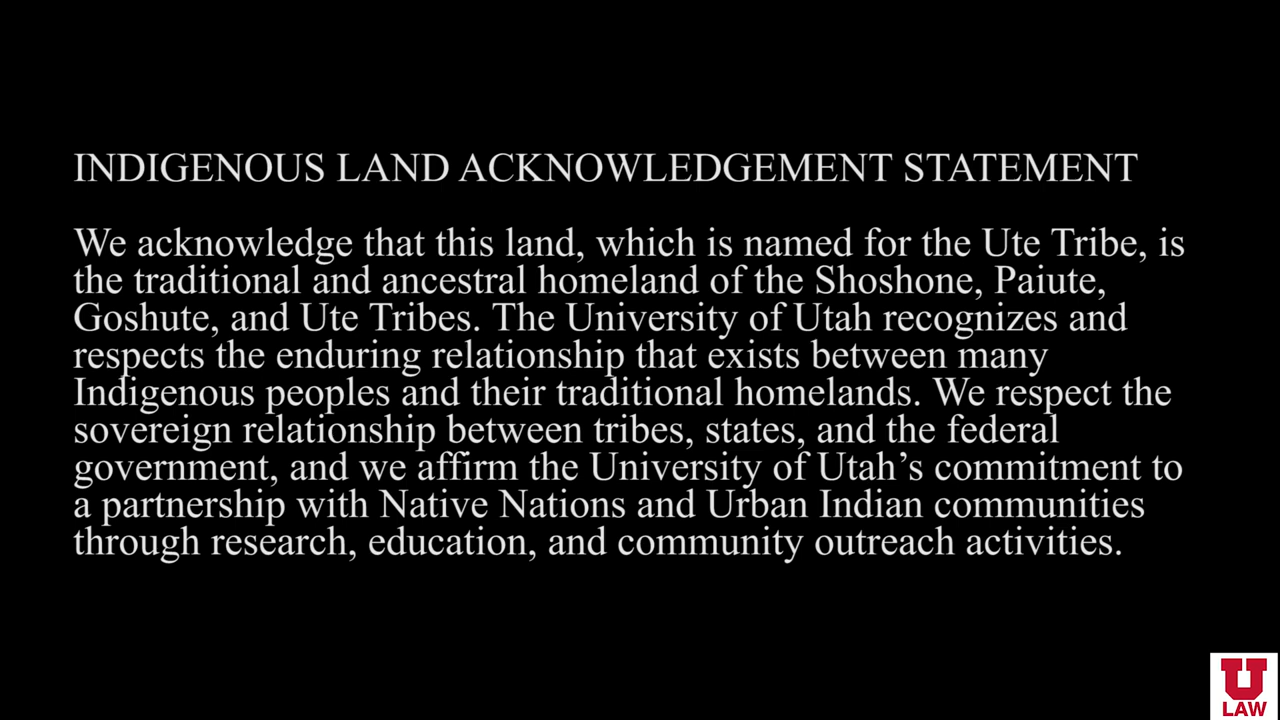 INDIGENOUS LAND ACKNOWLEDGEMENT STATEMENT
We acknowledge that this land, which is named for the Ute Tribe, is
the traditional and ancestral homeland of the Shoshone, Paiute,
Goshute, and Ute Tribes. The University of Utah recognizes and
respects the enduring relationship that exists between many
Indigenous peoples and their traditional homelands. We respect the
sovereign relationship between tribes, states, and the federal
government, and we affirm the University of Utah’s commitment to
a partnership with Native Nations and Urban Indian communities
through research, education, and community outreach activities.
U
LAW